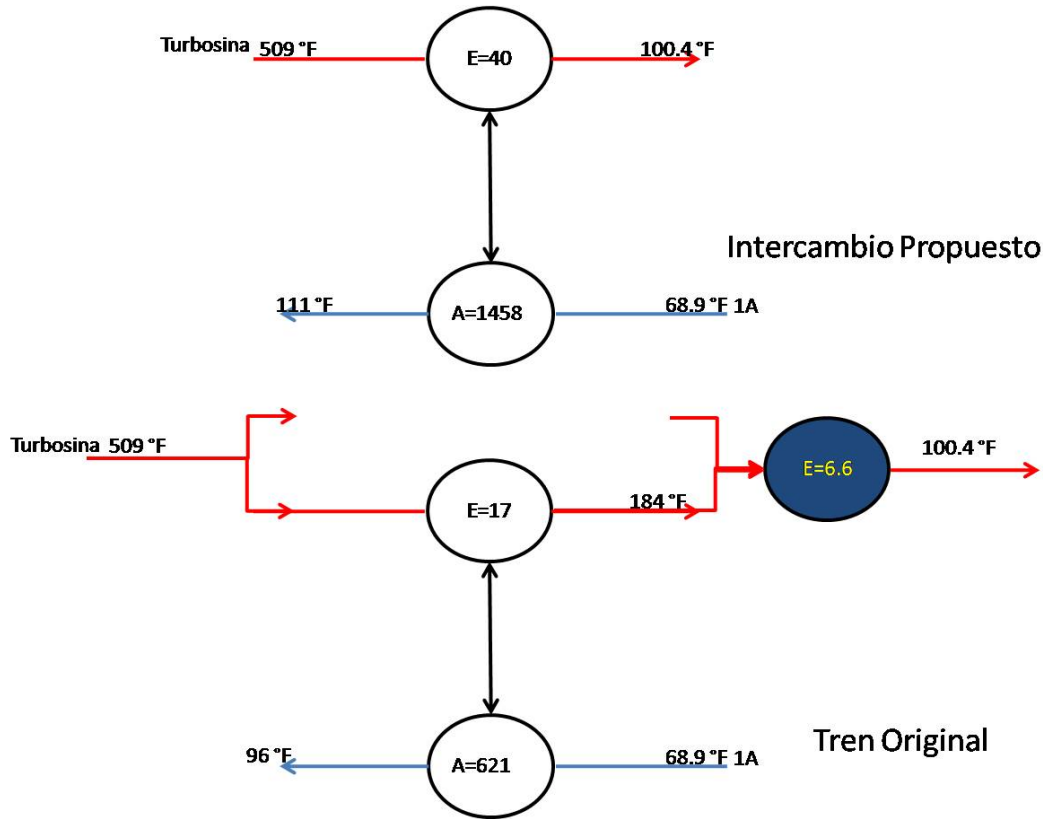 Turbosina 509 °F
E=40
100.4 °F
Intercambio Propuesto
111 °F
A=1458
68.9 °F 1A
Turbosina 509 °F
E=6.6
100.4 °F
E=17
184 °F
Tren Original
96 °F
A=621
68.9 °F 1A